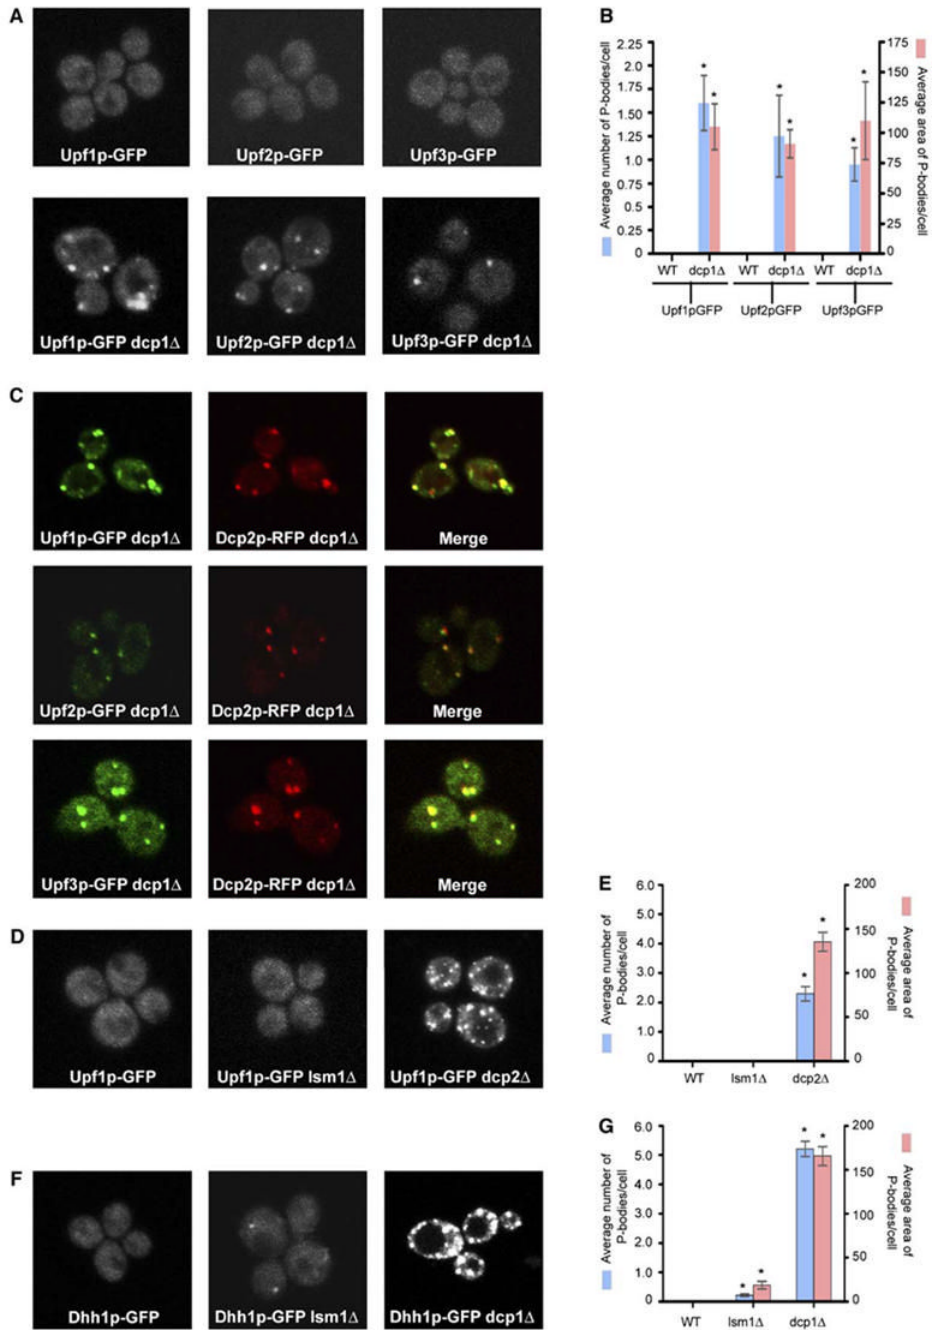 A
Upf1p-GFP
Upf2p-GFP
Upf3p-GFP
Upf1p-GFP dcp1Δ
Upf2p-GFP dcp1Δ
Upf3p-GFP dcp1Δ
B
Average number of P-bodies/cell
2.25
2.0
1.75
1.50
1.25
1.0
0.75
0.50
0.25
0
* * * * * *
175
150
125
100
75
50
25
0
Average area of P-bodies/cell
WT dcp1Δ WT dcp1Δ WT dcp1Δ
Upf1pGFP Upf2pGFP Upf3pGFP
C
Upf1p-GFP dcp1Δ
Dcp2p-RFP dcp1Δ
Merge
Upf2p-GFP dcp1Δ
Dcp2p-RFP dcp1Δ
Merge
Upf3p-GFP dcp1Δ
Dcp2p-RFP dcp1Δ
Merge
D
Upf1p-GFP
Upf1p-GFP lsm1Δ
Upf1p-GFP dcp2Δ
E
Average number of
P-bodies/cell
6.0
5.0
4.0
3.0
2.0
1.0
0
* *
200
150
100
50
0
Average area of
P-bodies/cell
WT lsm1Δ dcp2Δ
F
Dhh1p-GFP
Dhh1p-GFP lsm1Δ
Dhh1p-GFP dcp1Δ
G
Average number of
P-bodies/cell
6.0
5.0
4.0
3.0
2.0
1.0
0
* * * *
200
150
100
50
0
Average area of
P-bodies/cell
WT lsm1Δ dcp1Δ